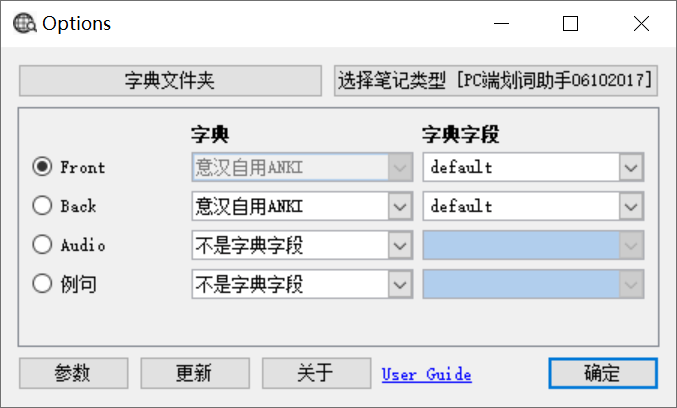 Options
字典文件夹 选择笔记类型 [PC端划词助手06102017]
字典 字典字段
Front 意汉自用ANKI default
Back 意汉自用ANKI default
Audio 不是字典字段
例句 不是字典字段
参数 更新 关于 User Guide 确定